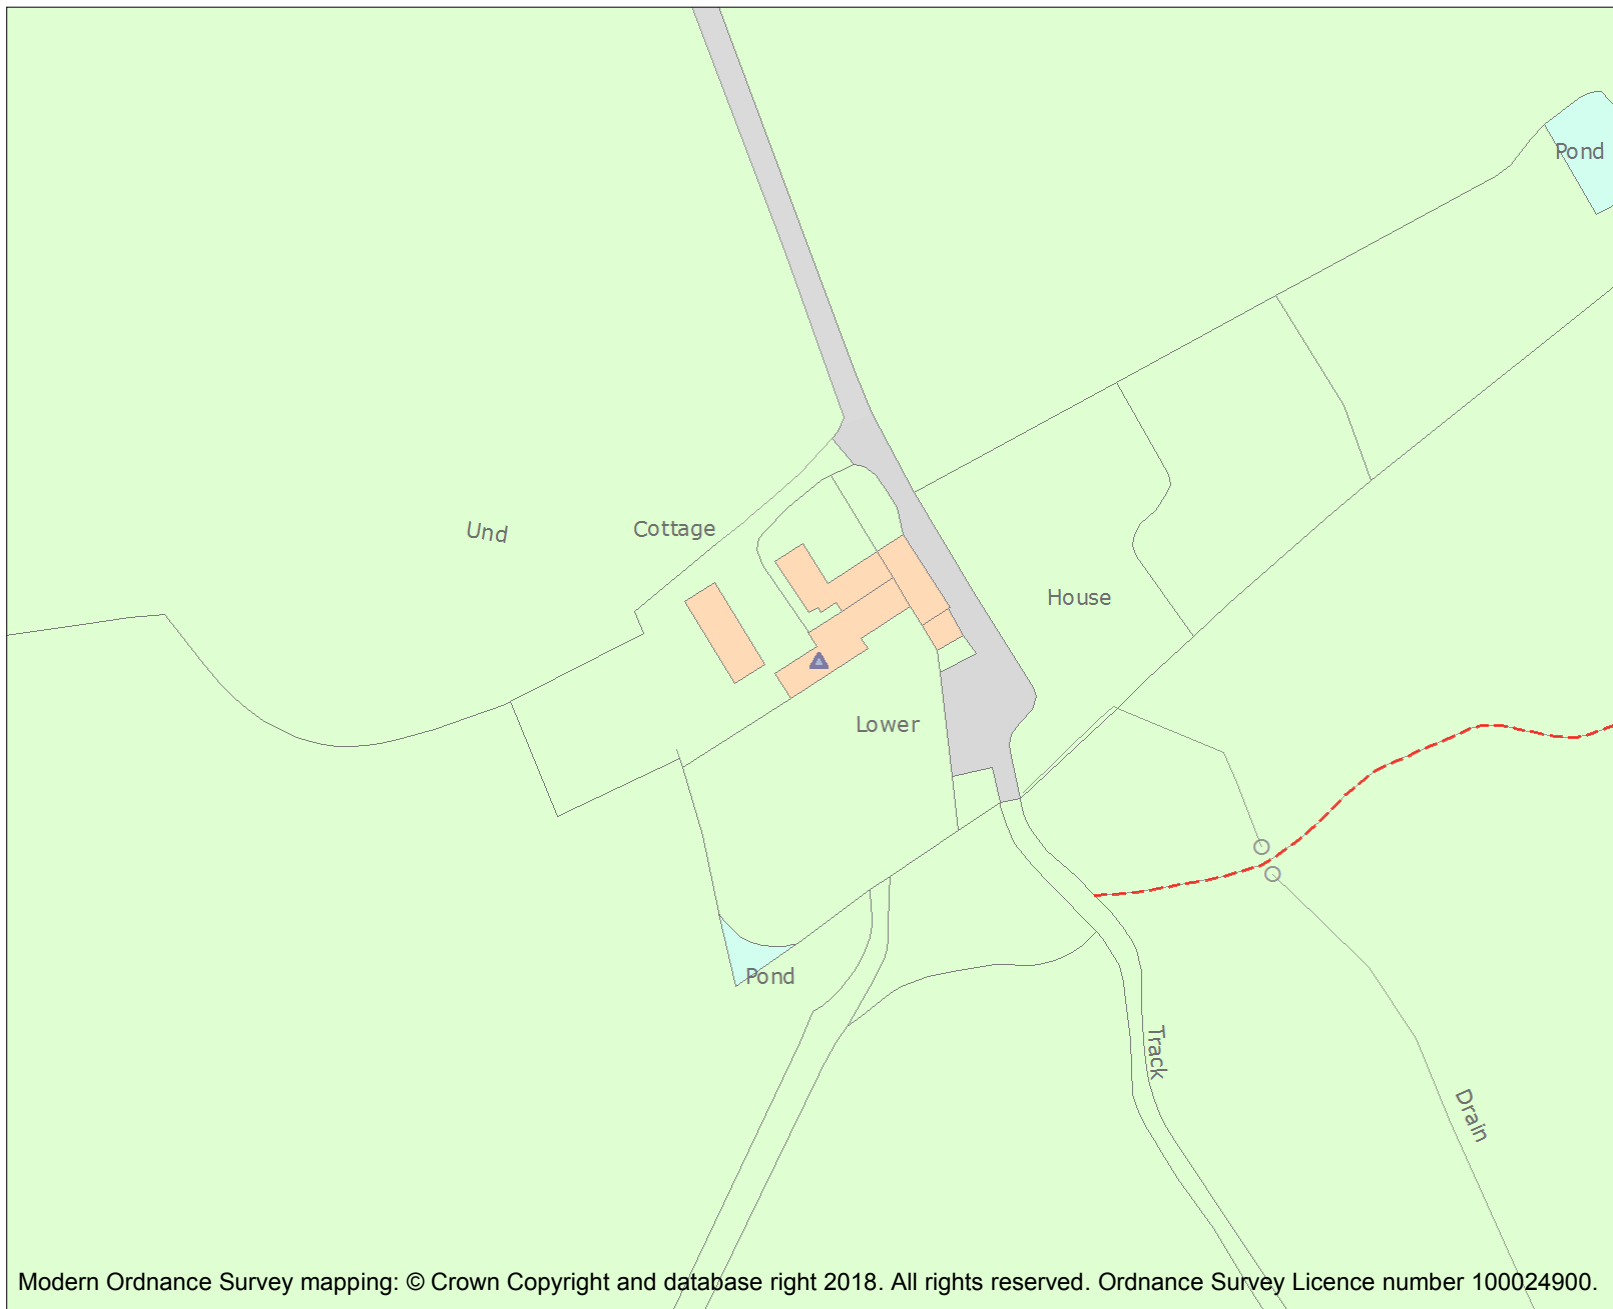 Pond
Und
Cottage
House
Lower
Pond
Track
Drain
Modern Ordnance Survey mapping: © Crown Copyright and database right 2018. All rights reserved. Ordnance Survey Licence number 100024900.